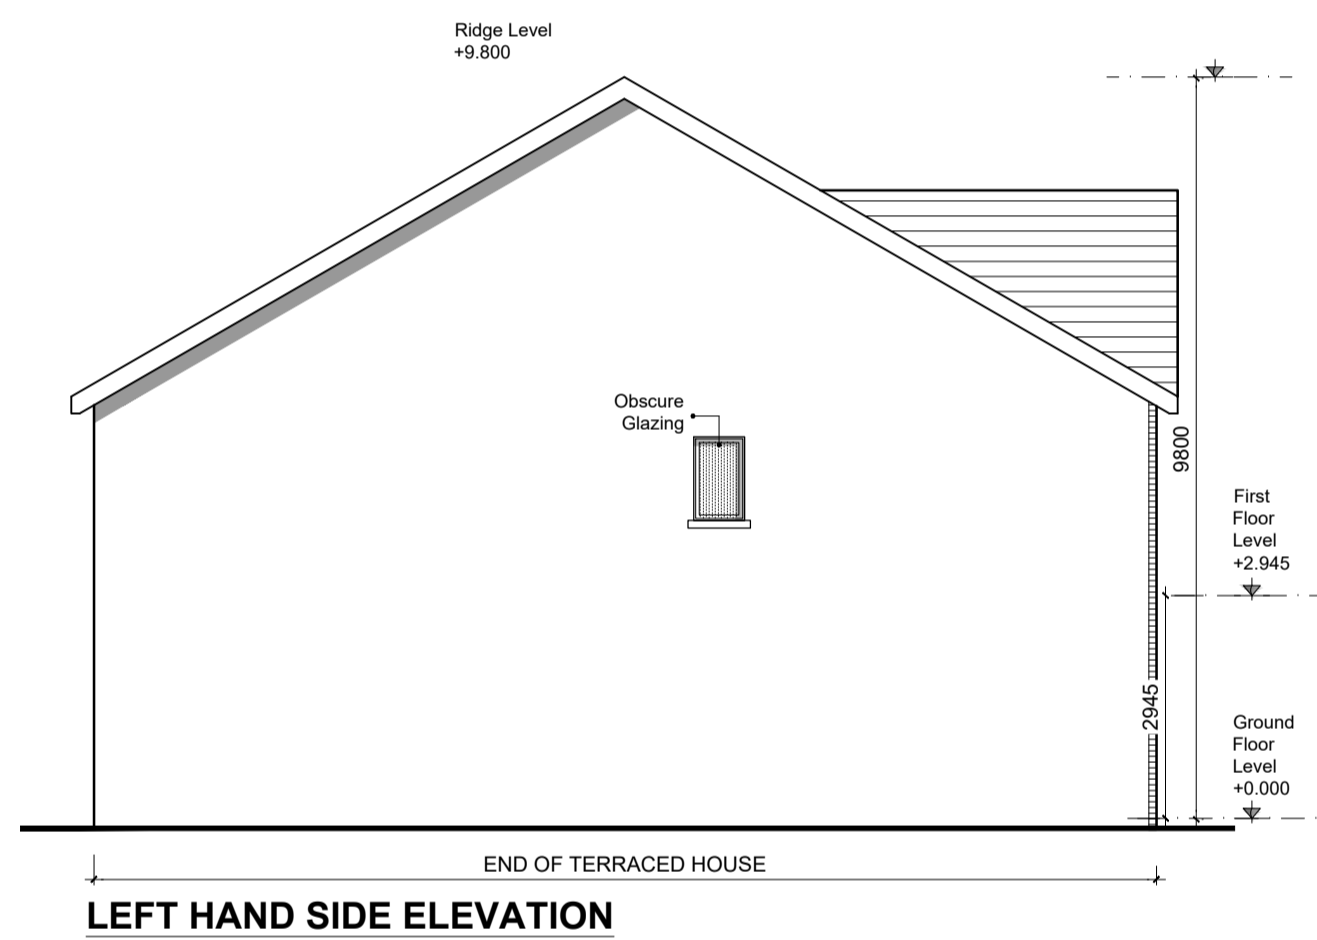 Ridge Level
+9.800
Obscure
Glazing
9800
First
Floor
Level
+2.945
2945
Ground
Floor
Level
+0.000
END OF TERRACED HOUSE
LEFT HAND SIDE ELEVATION